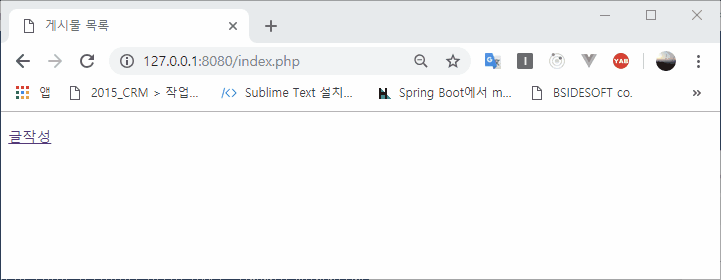 게시물 목록
127.0.0.1:8080/index.php
YAB
앱 2015_CRM > 작업... Sublime Text 설치... Spring Boot에서 m... BSIDESOFT co.
글작성